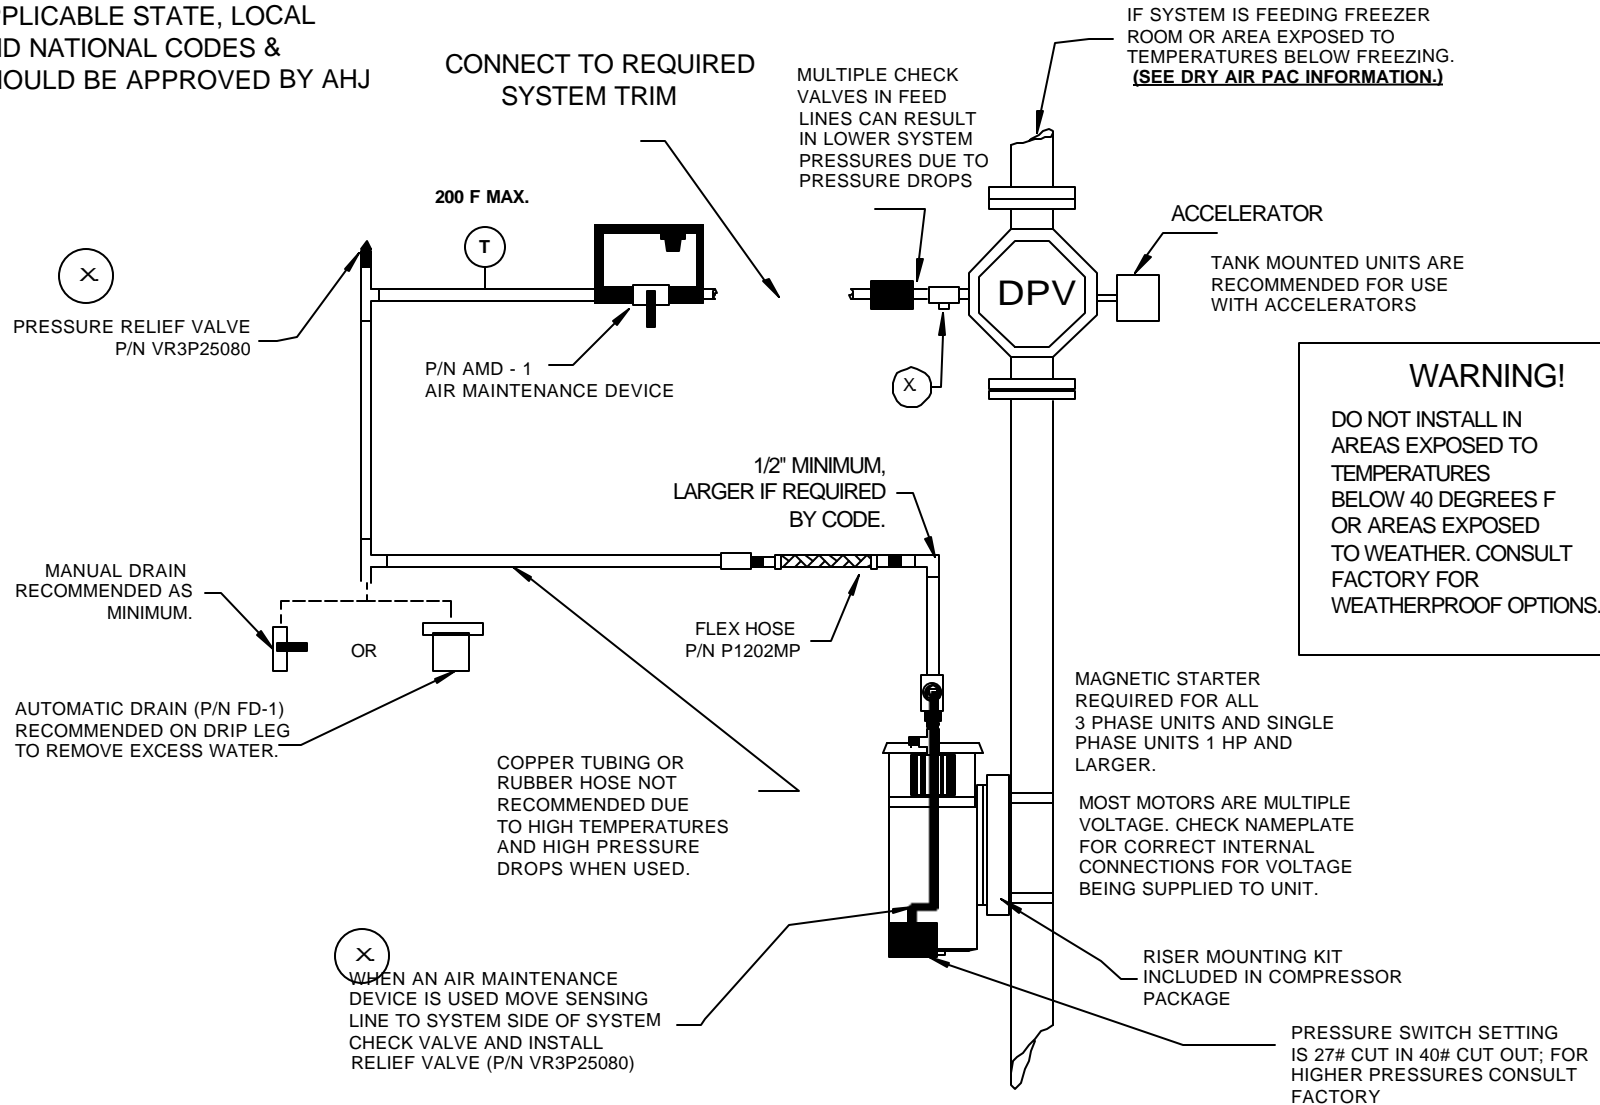 PPLICABLE STATE, LOCAL
ND NATIONAL CODES &
HOULD BE APPROVED BY AHJ
CONNECT TO REQUIRED
SYSTEM TRIM
MULTIPLE CHECK
VALVES IN FEED
LINES CAN RESULT
IN LOWER SYSTEM
PRESSURES DUE TO
PRESSURE DROPS
IF SYSTEM IS FEEDING FREEZER
ROOM OR AREA EXPOSED TO
TEMPERATURES BELOW FREEZING.
(SEE DRY AIR PAC INFORMATION.)
200 F MAX.
T
X
PRESSURE RELIEF VALVE
P/N VR3P25080
P/N AMD - 1
AIR MAINTENANCE DEVICE
ACCELERATOR
DPV
X
TANK MOUNTED UNITS ARE
RECOMMENDED FOR USE
WITH ACCELERATORS
WARNING!
DO NOT INSTALL IN
AREAS EXPOSED TO
TEMPERATURES
BELOW 40 DEGREES F
OR AREAS EXPOSED
TO WEATHER. CONSULT
FACTORY FOR
WEATHERPROOF OPTIONS.
1/2" MINIMUM,
LARGER IF REQUIRED
BY CODE.
MANUAL DRAIN
RECOMMENDED AS
MINIMUM.
OR
FLEX HOSE
P/N P1202MP
AUTOMATIC DRAIN (P/N FD-1)
RECOMMENDED ON DRIP LEG
TO REMOVE EXCESS WATER.
COPPER TUBING OR
RUBBER HOSE NOT
RECOMMENDED DUE
TO HIGH TEMPERATURES
AND HIGH PRESSURE
DROPS WHEN USED.
MAGNETIC STARTER
REQUIRED FOR ALL
3 PHASE UNITS AND SINGLE
PHASE UNITS 1 HP AND
LARGER.
MOST MOTORS ARE MULTIPLE
VOLTAGE. CHECK NAMEPLATE
FOR CORRECT INTERNAL
CONNECTIONS FOR VOLTAGE
BEING SUPPLIED TO UNIT.
X
WHEN AN AIR MAINTENANCE
DEVICE IS USED MOVE SENSING
LINE TO SYSTEM SIDE OF SYSTEM
CHECK VALVE AND INSTALL
RELIEF VALVE (P/N VR3P25080)
RISER MOUNTING KIT
INCLUDED IN COMPRESSOR
PACKAGE
PRESSURE SWITCH SETTING
IS 27# CUT IN 40# CUT OUT; FOR
HIGHER PRESSURES CONSULT
FACTORY